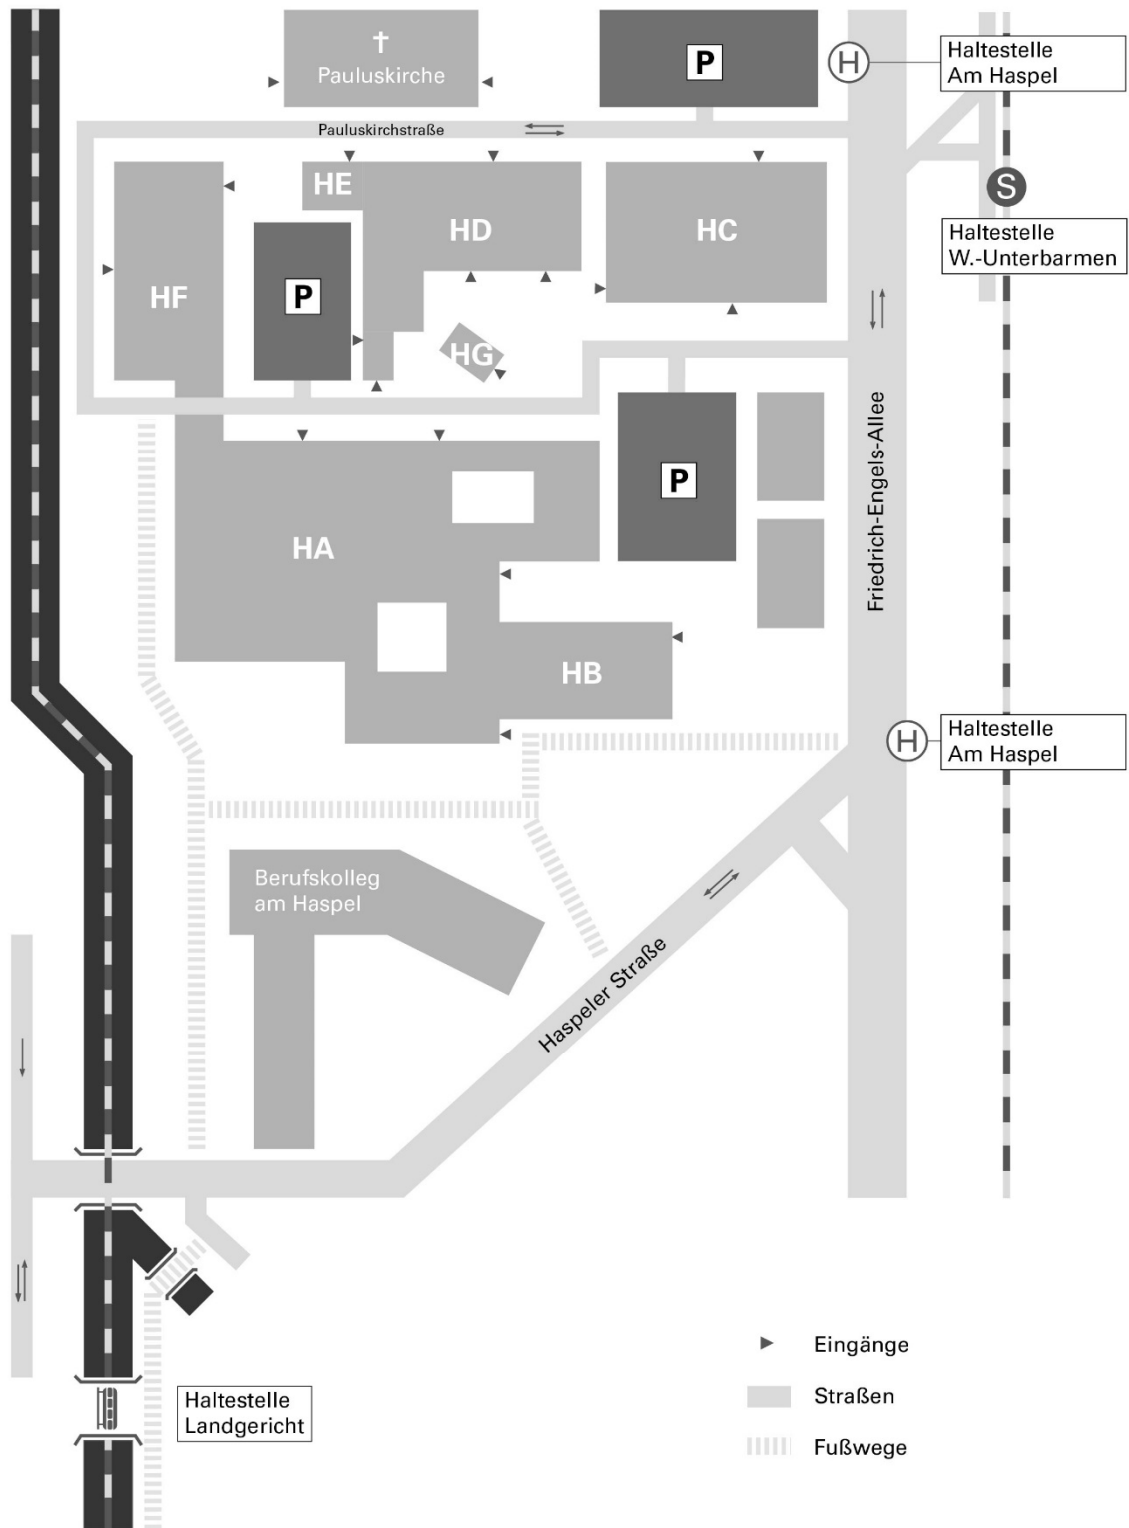 Pauluskirche
P
H
Haltestelle
Am Haspel
Pauluskirchstraße
HE
HD
HC
S
Haltestelle
W.-Unterbarmen
HF
P
HG
Friedrich-Engels-Allee
P
HA
HB
H
Haltestelle
Am Haspel
Berufskolleg
am Haspel
Haspeler Straße
Eingänge
Straßen
Fußwege
Haltestelle
Landgericht